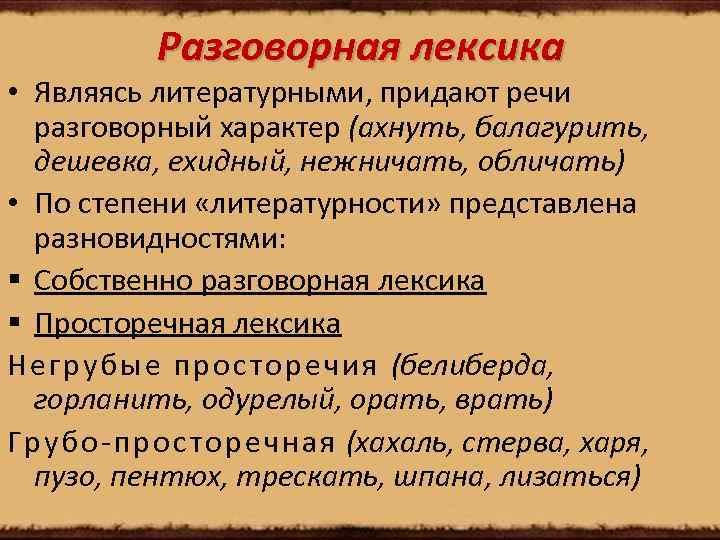 Разговорная лексика
• Являясь литературными, придают речи
разговорный характер (ахнуть, балагурить,
дешевка, ехидный, нежничать, обличать)
• По степени «литературности» представлена
разновидностями:
▪ Собственно разговорная лексика
▪ Просторечная лексика
Негрубые просторечия (белиберда,
горланить, одурелый, орать, врать)
Грубо-просторечная (хахаль, стерва, харя,
пузо, пентюх, трескать, шпана, лизаться)